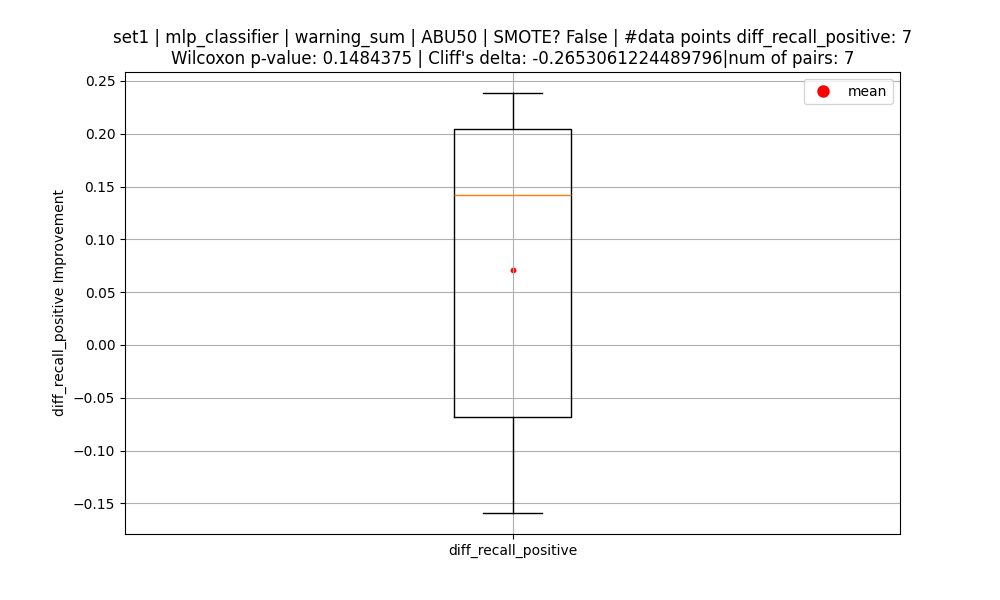 set1 | mlp_classifier | warning_sum | ABU50 | SMOTE? False | #data points diff_recall_positive: 7
Wilcoxon p-value: 0.1484375 | Cliff's delta: -0.2653061224489796|num of pairs: 7
mean
diff_recall_positive Improvement
0.25
0.20
0.15
0.10
0.05
0.00
−0.05
−0.10
−0.15
diff_recall_positive